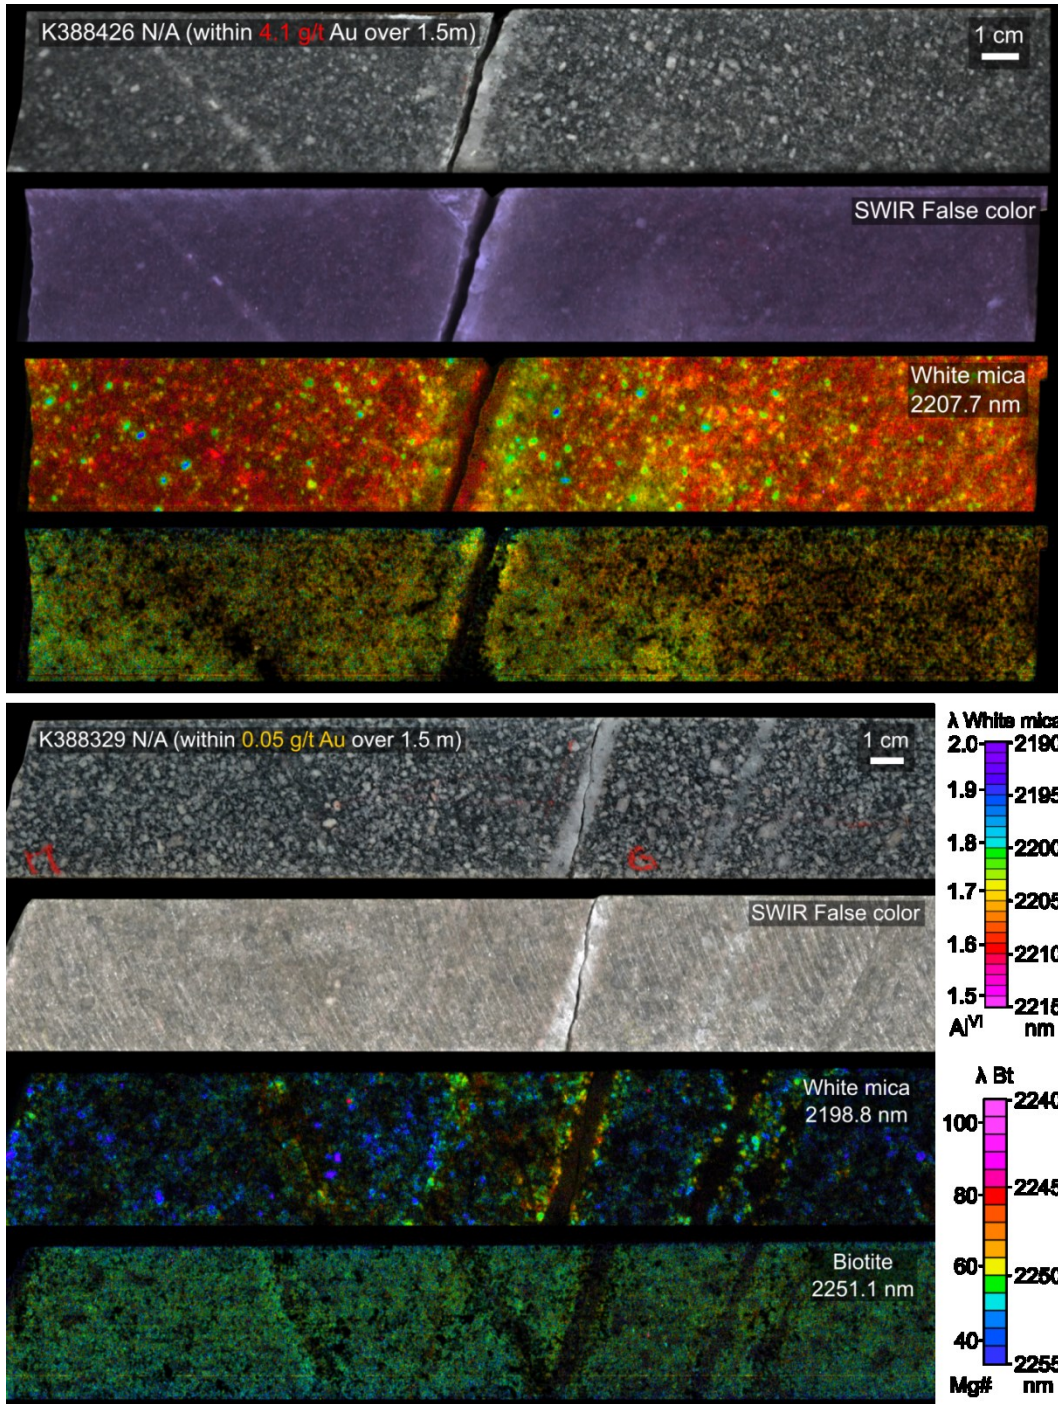 K388426 N/A (within 4.1 g/t Au over 1.5m)
1 cm
SWIR False color
White mica
2207.7 nm
K388329 N/A (within 0.05 g/t Au over 1.5 m)
1 cm
SWIR False color
White mica
2198.8 nm
Biotite
2251.1 nm
λ White mica
2.0 2190
1.9 2195
1.8 2200
1.7 2205
1.6 2210
1.5 2215
Al^VI nm
λ Bt
2240
100
80 2245
60 2250
40
2255
Mg# nm